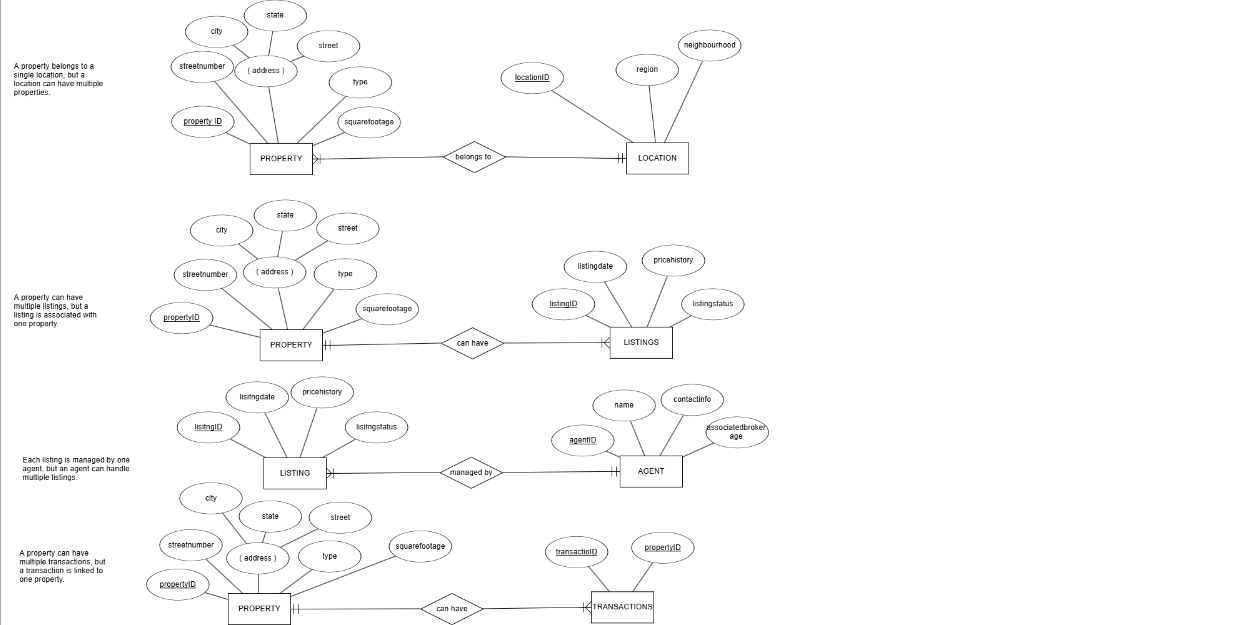 state
city
street
streetnumber
( address )
type
property ID
squarefootage
PROPERTY
A property belongs to a
single location, but a
location can have multiple
properties.
belongs to
locationID
region
neighbourhood
LOCATION
state
city
street
streetnumber
( address )
type
propertyID
squarefootage
PROPERTY
A property can have
multiple listings, but a
listing is associated with
one property.
can have
listingdate
pricehistory
listingID
listingstatus
LISTINGS
lisitngdate
pricehistory
lisitngID
lisitngstatus
LISTING
Each listing is managed by one
agent, but an agent can handle
multiple listings.
managed by
name
contactinfo
agentID
associatedbroker
age
AGENT
city
state
street
streetnumber
( address )
type
squarefootage
propertyID
PROPERTY
A property can have
multiple transactions, but
a transaction is linked to
one property.
can have
transactioID
propertyID
TRANSACTIONS